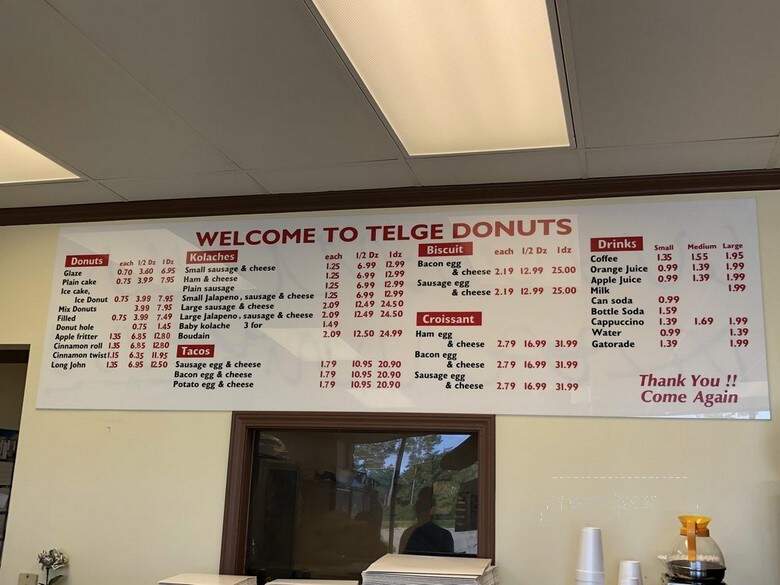 WELCOME TO TELGE DONUTS
Donuts each 1/2 Dz 1Dz
Glaze 0.70 3.60 6.95
Plain cake 0.75 3.99 7.95
Ice cake,
Ice Donut 0.75 3.99 7.95
Mix Donuts 3.99 7.95
Filled 0.75 3.99 7.49
Donut hole 0.75 1.45
Apple fritter 1.35 6.85 12.80
Cinnamon roll 1.35 6.85 12.80
Cinnamon twist 1.15 6.35 11.95
Long John 1.35 6.95 12.50
Kolaches each 1/2 Dz 1dz
Small sausage & cheese 1.25 6.99 12.99
Ham & cheese 1.25 6.99 12.99
Plain sausage 1.25 6.99 12.99
Small Jalapeno, sausage & cheese 1.25 6.99 12.99
Large sausage & cheese 2.09 12.49 24.50
Large Jalapeno, sausage & cheese 2.09 12.49 24.50
Baby kolache 3 for 1.49
Boudain 2.09 12.50 24.99
Tacos
Sausage egg & cheese 1.79 10.95 20.90
Bacon egg & cheese 1.79 10.95 20.90
Potato egg & cheese 1.79 10.95 20.90
Biscuit each 1/2 Dz 1dz
Bacon egg
& cheese 2.19 12.99 25.00
Sausage egg
& cheese 2.19 12.99 25.00
Croissant
Ham egg
& cheese 2.79 16.99 31.99
Bacon egg
& cheese 2.79 16.99 31.99
Sausage egg
& cheese 2.79 16.99 31.99
Drinks Small Medium Large
Coffee 1.35 1.55 1.95
Orange Juice 0.99 1.39 1.99
Apple Juice 0.99 1.39 1.99
Milk 1.99
Can soda 0.99
Bottle Soda 1.59
Cappuccino 1.39 1.69 1.99
Water 0.99 1.39
Gatorade 1.39 1.99
Thank You !!
Come Again